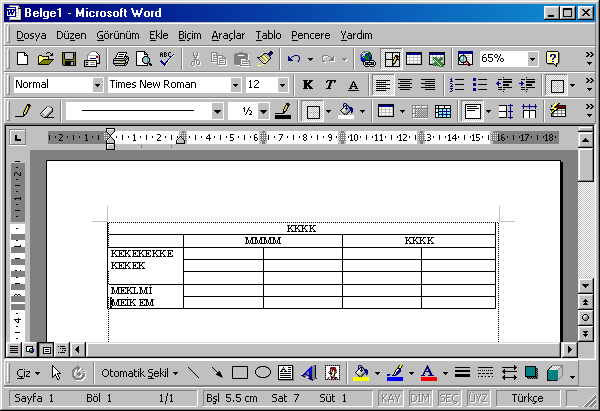 Belge1 - Microsoft Word
Dosya Düzen Görünüm Ekle Biçim Araçlar Tablo Pencere Yardım
65%
Normal Times New Roman 12 K T A
½
2 1 1 2 3 4 5 6 7 8 9 10 11 12 13 14 15 16 17 18
KKKK
MMMM KKKK
KEKEKEKKE
KEKEK
MEKLMİ
MEİK EM
Çiz Otomatik Şekil
Sayfa 1 Böl 1 1/1 Bşl 5.5 cm Sat 7 Süt 1 KAY DİM SEÇ ÜYZ Türkçe